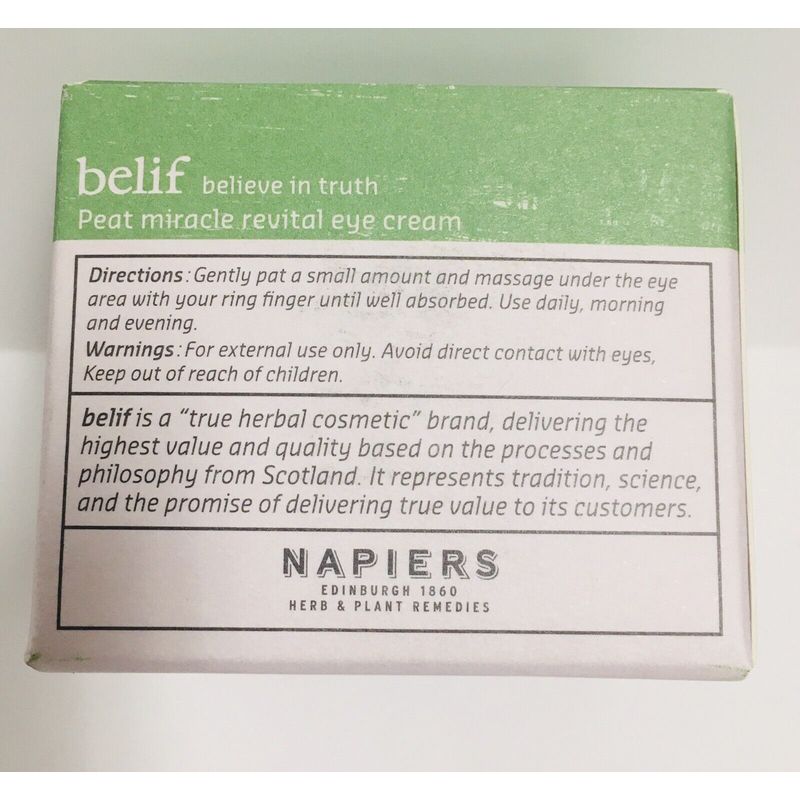 belif believe in truth
Peat miracle revital eye cream
Directions: Gently pat a small amount and massage under the eye
area with your ring finger until well absorbed. Use daily, morning
and evening.
Warnings: For external use only. Avoid direct contact with eyes,
Keep out of reach of children.
belif is a “true herbal cosmetic” brand, delivering the
highest value and quality based on the processes and
philosophy from Scotland. It represents tradition, science,
and the promise of delivering true value to its customers.
NAPIERS
EDINBURGH 1860
HERB & PLANT REMEDIES